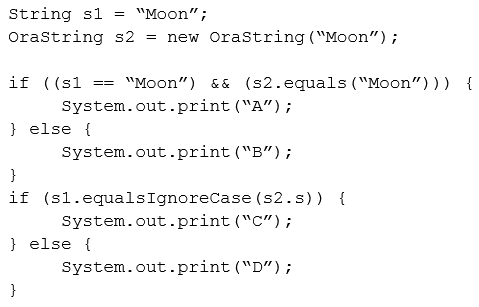 String s1 = “Moon”;
OraString s2 = new OraString(“Moon”);
if ((s1 == “Moon”) && (s2.equals(“Moon”))) {
System.out.print(“A”);
} else {
System.out.print(“B”);
}
if (s1.equalsIgnoreCase(s2.s)) {
System.out.print(“C”);
} else {
System.out.print(“D”);
}